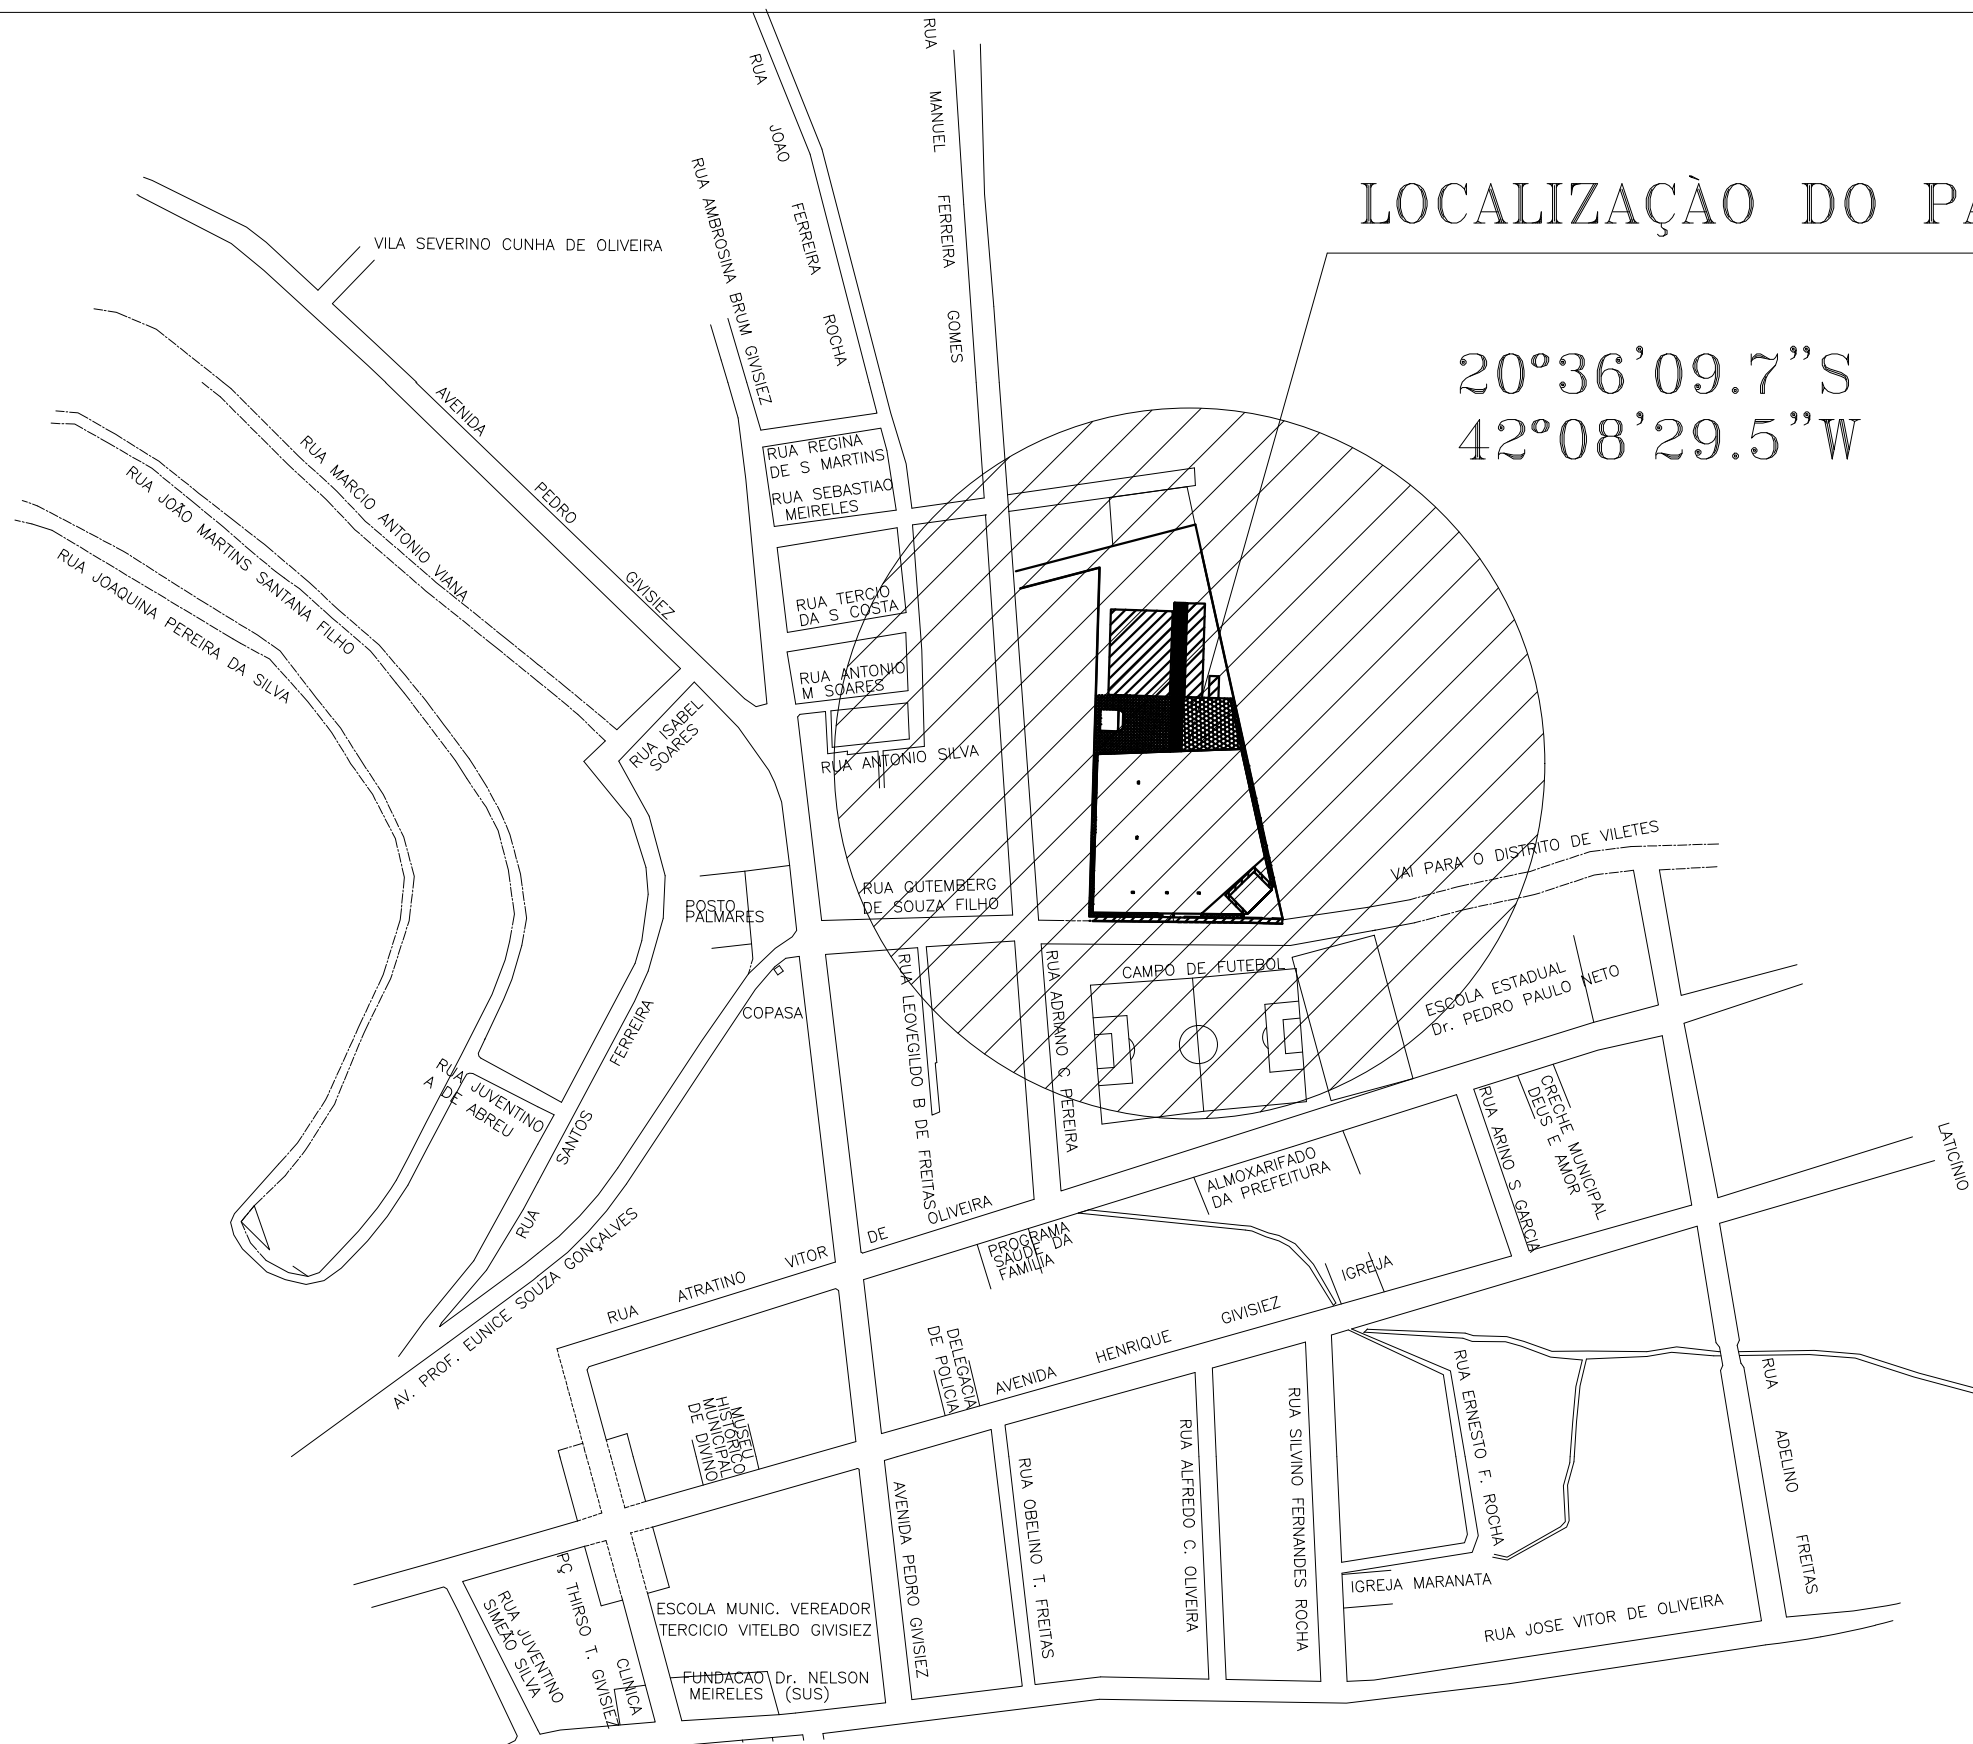 RUA MANUEL FERREIRA GOMES
RUA JOAO FERREIRA ROCHA
RUA AMBROSINA BRUM GIVISIEZ
LOCALIZAÇÀO DO PA
20°36'09.7”S
42°08'29.5”W
VILA SEVERINO CUNHA DE OLIVEIRA
AVENIDA PEDRO GIVISIEZ
RUA MARCIO ANTONIO VIANA
RUA JOÃO MARTINS SANTANA FILHO
RUA JOAQUINA PEREIRA DA SILVA
RUA REGINA
DE S MARTINS
RUA SEBASTIAO
MEIRELES
RUA TERCIO
DA S COSTA
RUA ANTONIO
M SOARES
RUA ISABEL
SOARES
RUA ANTONIO SILVA
RUA GUTEMBERG
DE SOUZA FILHO
VAI PARA O DISTRITO DE VILETES
POSTO
PALMARES
COPASA
RUA LEOVEGILDO B DE FREITAS
RUA ADRIANO C PEREIRA
CAMPO DE FUTEBOL
ESCOLA ESTADUAL
Dr. PEDRO PAULO NETO
RUA JUVENTINO
A DE ABREU
RUA SANTOS FERREIRA
AV. PROF. EUNICE SOUZA GONÇALVES
RUA ATRATINO VITOR DE OLIVEIRA
ALMOXARIFADO
DA PREFEITURA
RUA ARINO S GARCIA
CRECHE MUNICIPAL
DEUS E AMOR
LATICÍNIO
PROGRAMA
SAUDE DA
FAMILIA
IGREJA
AVENIDA HENRIQUE GIVISIEZ
DELEGACIA
DE POLICIA
MUSEU
HISTÓRICO
MUNICIPAL
DE DIVINO
RUA ERNESTO F. ROCHA
RUA ADELINO FREITAS
AVENIDA PEDRO GIVISIEZ
RUA OBELINO T. FREITAS
RUA ALFREDO C. OLIVEIRA
RUA SILVINO FERNANDES ROCHA
IGREJA MARANATA
RUA JOSE VITOR DE OLIVEIRA
RUA JUVENTINO
SIMEÃO SILVA
PÇ THIRSO T. GIVISIEZ
CLINICA
ESCOLA MUNIC. VEREADOR
TERCICIO VITELBO GIVISIEZ
FUNDACAO Dr. NELSON
MEIRELES (SUS)